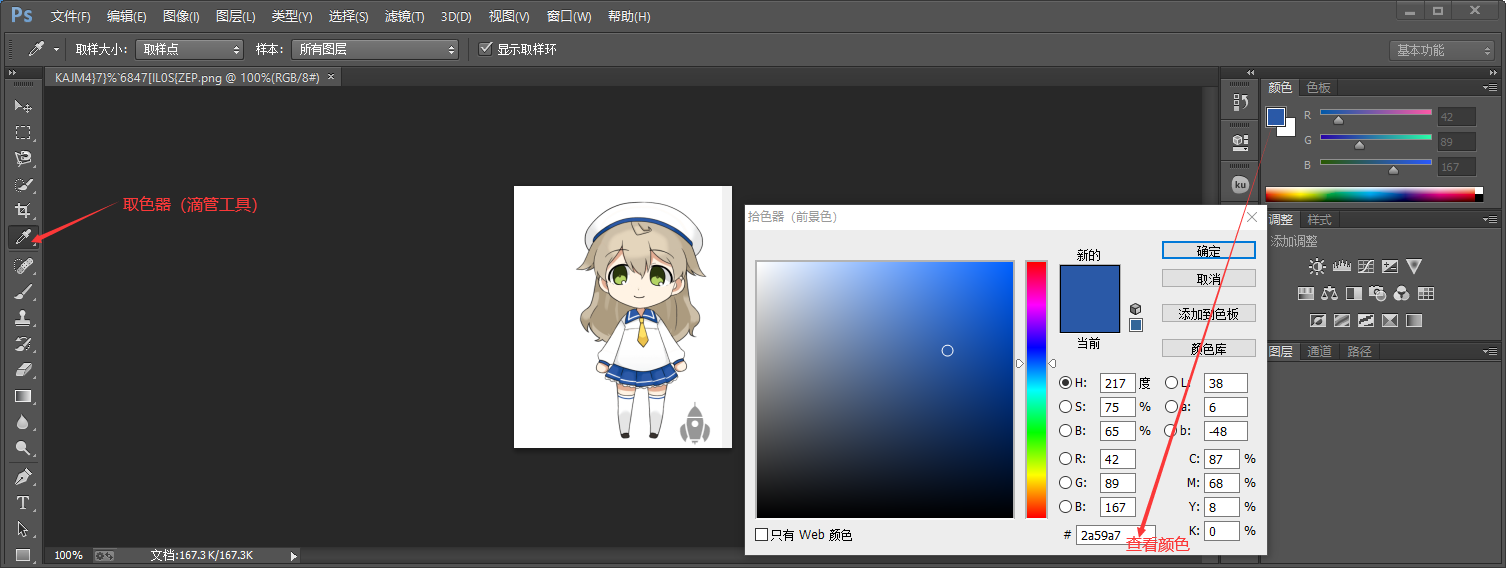 Ps 文件(F) 编辑(E) 图像(I) 图层(L) 类型(Y) 选择(S) 滤镜(T) 3D(D) 视图(V) 窗口(W) 帮助(H)
取样大小: 取样点 样本: 所有图层 显示取样环 基本功能
KAJM4}7}%`6847[IL0S{ZEP.png @ 100%(RGB/8#) ×
颜色 色板
R 42
G 89
B 167
ku
取色器（滴管工具）
调整 样式
添加调整
图层 通道 路径
拾色器（前景色）
新的
当前
确定
取消
添加到色板
颜色库
H: 217 度 L: 38
S: 75 % a: 6
B: 65 % b: -48
R: 42 C: 87 %
G: 89 M: 68 %
B: 167 Y: 8 %
# 2a59a7 K: 0 %
只有 Web 颜色
查看颜色
T
100% 文档:167.3K/167.3K